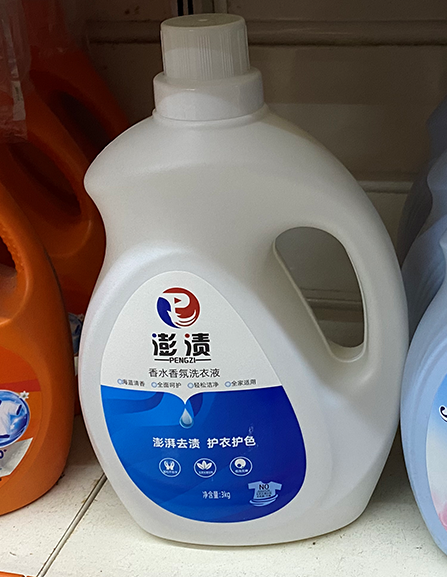 澎渍
PENGZI
香水香氛洗衣液
海蓝清香 全面呵护 轻松洁净 全家适用
澎湃去渍 护衣护色
净含量:3kg
NO